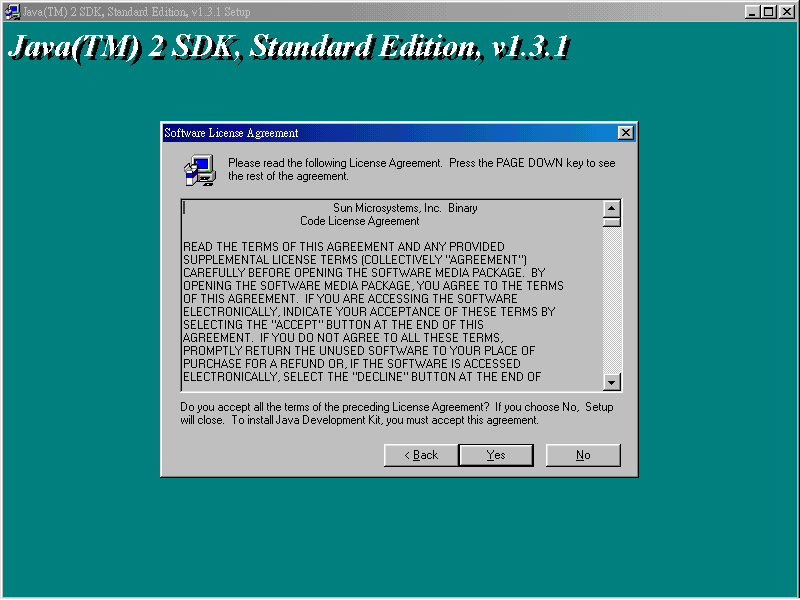 Java(TM) 2 SDK, Standard Edition, v1.3.1 Setup
Java(TM) 2 SDK, Standard Edition, v1.3.1
Software License Agreement
Please read the following License Agreement. Press the PAGE DOWN key to see
the rest of the agreement.
Sun Microsystems, Inc. Binary
Code License Agreement
READ THE TERMS OF THIS AGREEMENT AND ANY PROVIDED
SUPPLEMENTAL LICENSE TERMS (COLLECTIVELY "AGREEMENT")
CAREFULLY BEFORE OPENING THE SOFTWARE MEDIA PACKAGE. BY
OPENING THE SOFTWARE MEDIA PACKAGE, YOU AGREE TO THE TERMS
OF THIS AGREEMENT. IF YOU ARE ACCESSING THE SOFTWARE
ELECTRONICALLY, INDICATE YOUR ACCEPTANCE OF THESE TERMS BY
SELECTING THE "ACCEPT" BUTTON AT THE END OF THIS
AGREEMENT. IF YOU DO NOT AGREE TO ALL THESE TERMS,
PROMPTLY RETURN THE UNUSED SOFTWARE TO YOUR PLACE OF
PURCHASE FOR A REFUND OR, IF THE SOFTWARE IS ACCESSED
ELECTRONICALLY, SELECT THE "DECLINE" BUTTON AT THE END OF
Do you accept all the terms of the preceding License Agreement? If you choose No, Setup
will close. To install Java Development Kit, you must accept this agreement.
< Back
Yes
No